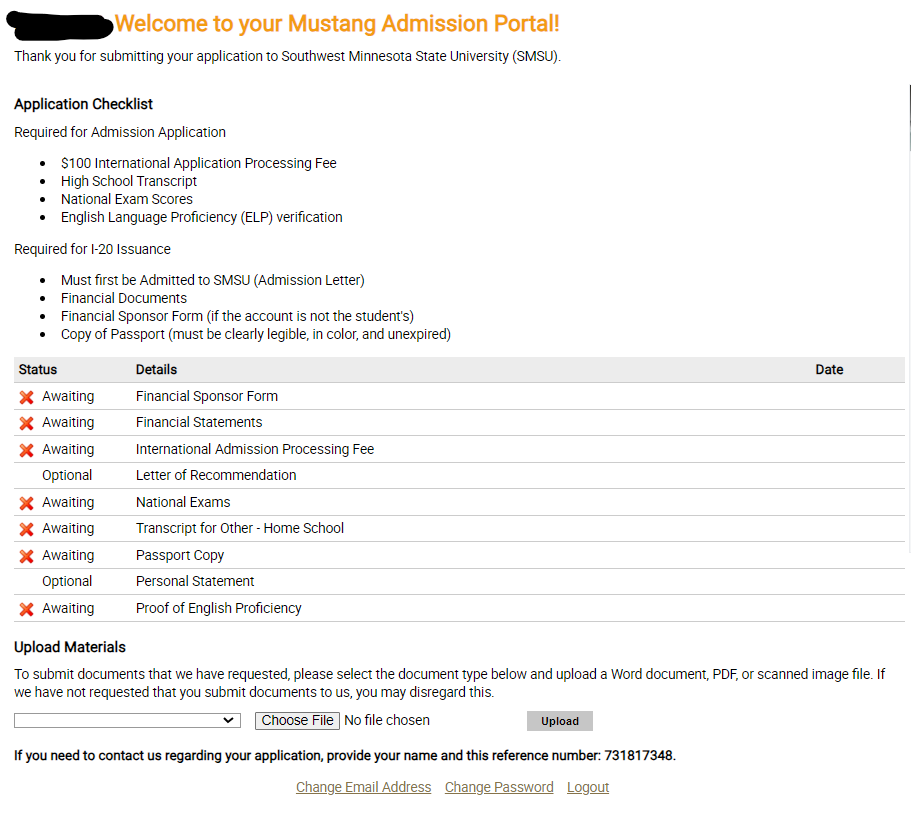 Welcome to your Mustang Admission Portal!
Thank you for submitting your application to Southwest Minnesota State University (SMSU).
Application Checklist
Required for Admission Application
• $100 International Application Processing Fee
• High School Transcript
• National Exam Scores
• English Language Proficiency (ELP) verification
Required for I-20 Issuance
• Must first be Admitted to SMSU (Admission Letter)
• Financial Documents
• Financial Sponsor Form (if the account is not the student's)
• Copy of Passport (must be clearly legible, in color, and unexpired)
Status Details Date
Awaiting Financial Sponsor Form
Awaiting Financial Statements
Awaiting International Admission Processing Fee
Optional Letter of Recommendation
Awaiting National Exams
Awaiting Transcript for Other - Home School
Awaiting Passport Copy
Optional Personal Statement
Awaiting Proof of English Proficiency
Upload Materials
To submit documents that we have requested, please select the document type below and upload a Word document, PDF, or scanned image file. If
we have not requested that you submit documents to us, you may disregard this.
Choose File No file chosen Upload
If you need to contact us regarding your application, provide your name and this reference number: 731817348.
Change Email Address Change Password Logout